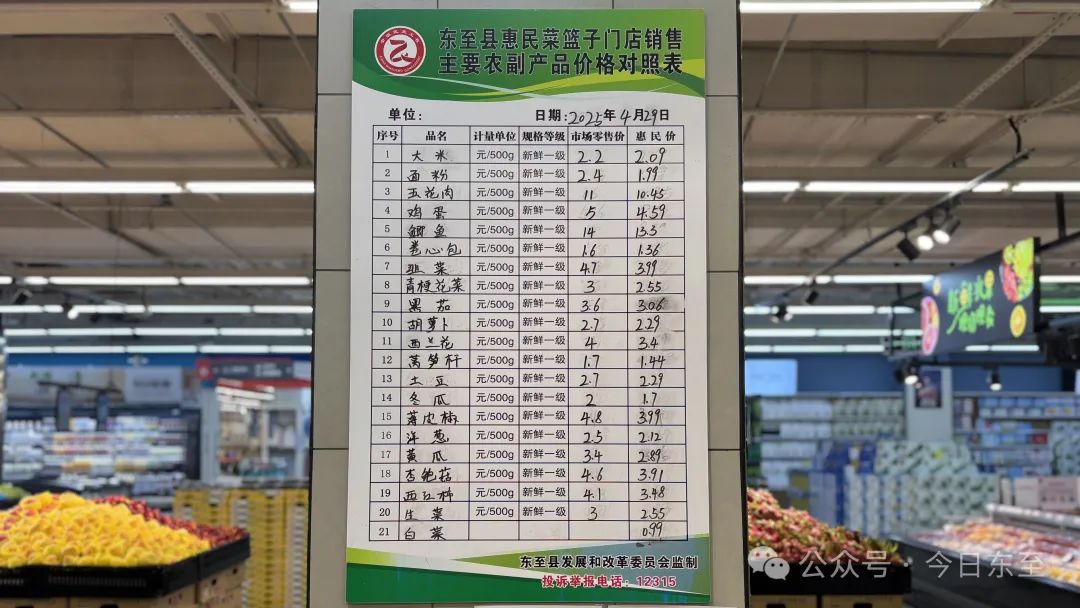 东至县惠民菜篮子门店销售
主要农副产品价格对照表
单位: 日期:2025年4月29日
序号 品名 计量单位 规格等级 市场零售价 惠民价
1 大米 元/500g 新鲜一级 2.2 2.09
2 面粉 元/500g 新鲜一级 2.4 1.99
3 五花肉 元/500g 新鲜一级 11 10.45
4 鸡蛋 元/500g 新鲜一级 5 4.59
5 鲫鱼 元/500g 新鲜一级 14 13.3
6 卷心包 元/500g 新鲜一级 1.6 1.36
7 韭菜 元/500g 新鲜一级 4.7 3.99
8 青梗花菜 元/500g 新鲜一级 3 2.55
9 黑茄 元/500g 新鲜一级 3.6 3.06
10 胡萝卜 元/500g 新鲜一级 2.7 2.29
11 西兰花 元/500g 新鲜一级 4 3.4
12 莴笋杆 元/500g 新鲜一级 1.7 1.44
13 土豆 元/500g 新鲜一级 2.7 2.29
14 冬瓜 元/500g 新鲜一级 2 1.7
15 薄皮椒 元/500g 新鲜一级 4.8 3.99
16 洋葱 元/500g 新鲜一级 2.5 2.12
17 黄瓜 元/500g 新鲜一级 3.4 2.89
18 杏鲍菇 元/500g 新鲜一级 4.6 3.91
19 西红柿 元/500g 新鲜一级 4.1 3.48
20 生菜 元/500g 新鲜一级 3 2.55
21 白菜 0.99
东至县发展和改革委员会监制
投诉举报电话:12315
公众号·今日东至